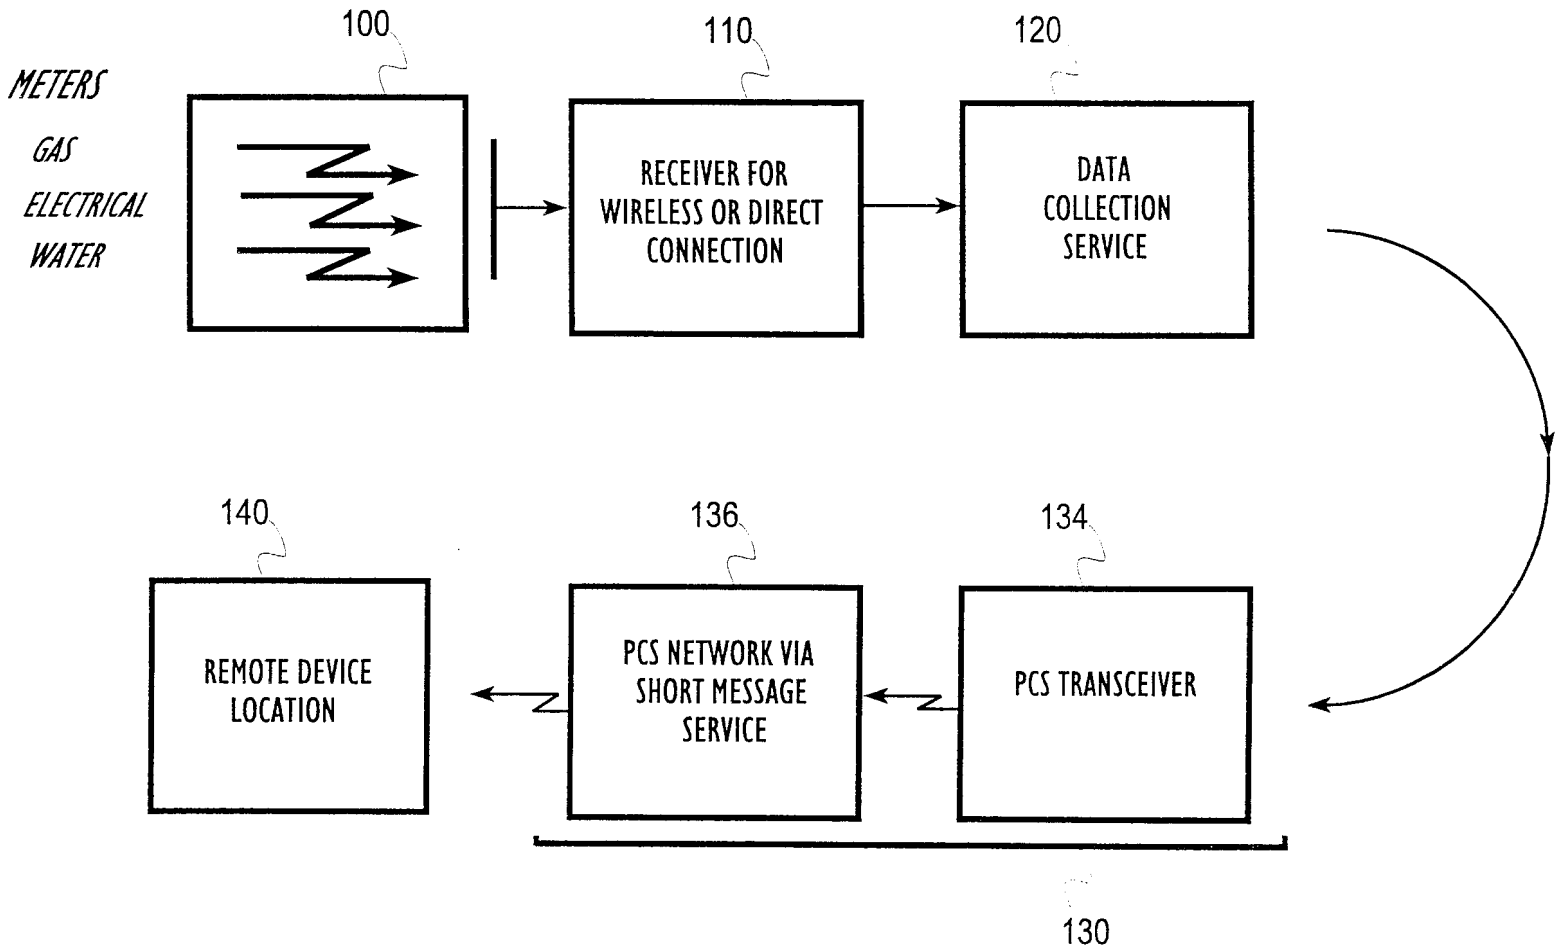 100
110
120
METERS
GAS
ELECTRICAL
WATER
RECEIVER FOR
WIRELESS OR DIRECT
CONNECTION
DATA
COLLECTION
SERVICE
140
136
134
REMOTE DEVICE
LOCATION
PCS NETWORK VIA
SHORT MESSAGE
SERVICE
PCS TRANSCEIVER
130